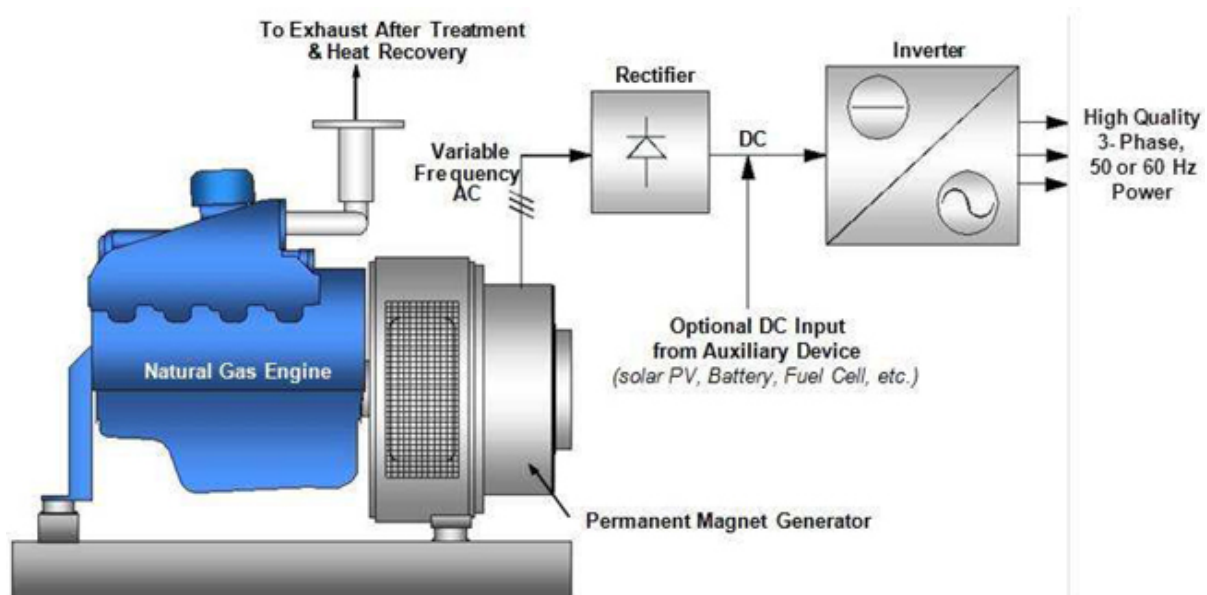 To Exhaust After Treatment
& Heat Recovery
Inverter
Rectifier
Variable
Frequency
AC
DC
High Quality
3- Phase,
50 or 60 Hz
Power
Natural Gas Engine
Optional DC Input
from Auxiliary Device
(solar PV, Battery, Fuel Cell, etc.)
Permanent Magnet Generator